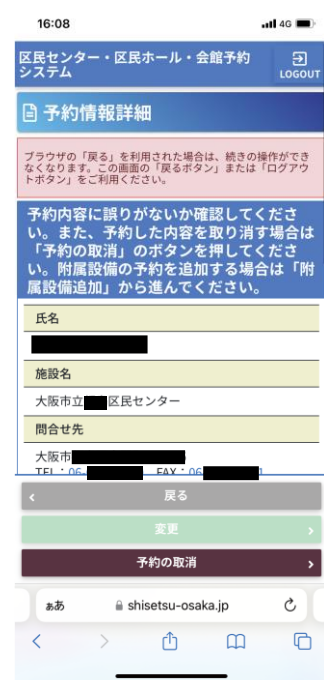 16:08
4G
区民センター・区民ホール・会館予約
システム
LOGOUT
予約情報詳細
ブラウザの「戻る」を利用された場合は、続きの操作ができ
なくなります。この画面の「戻るボタン」または「ログアウ
トボタン」をご利用ください。
予約内容に誤りがないか確認してくださ
い。また、予約した内容を取り消す場合は
「予約の取消」のボタンを押してくださ
い。附属設備の予約を追加する場合は「附
属設備追加」から進んでください。
氏名
施設名
大阪市立 区民センター
問合せ先
大阪市
TEL：06- FAX：06
戻る
変更
予約の取消
ぁあ shisetsu-osaka.jp